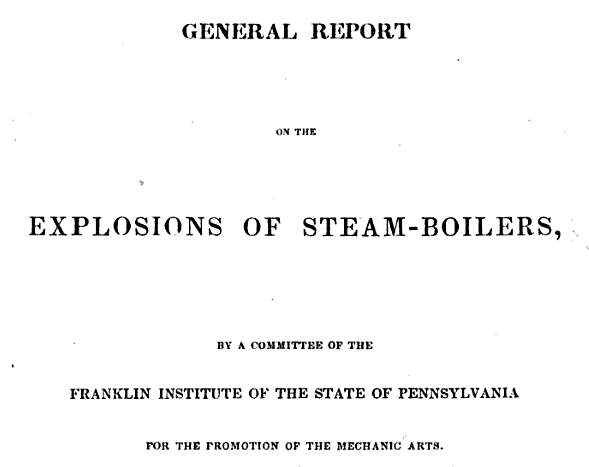 GENERAL REPORT
ON THE
EXPLOSIONS OF STEAM-BOILERS,
BY A COMMITTEE OF THE
FRANKLIN INSTITUTE OF THE STATE OF PENNSYLVANIA
FOR THE PROMOTION OF THE MECHANIC ARTS.